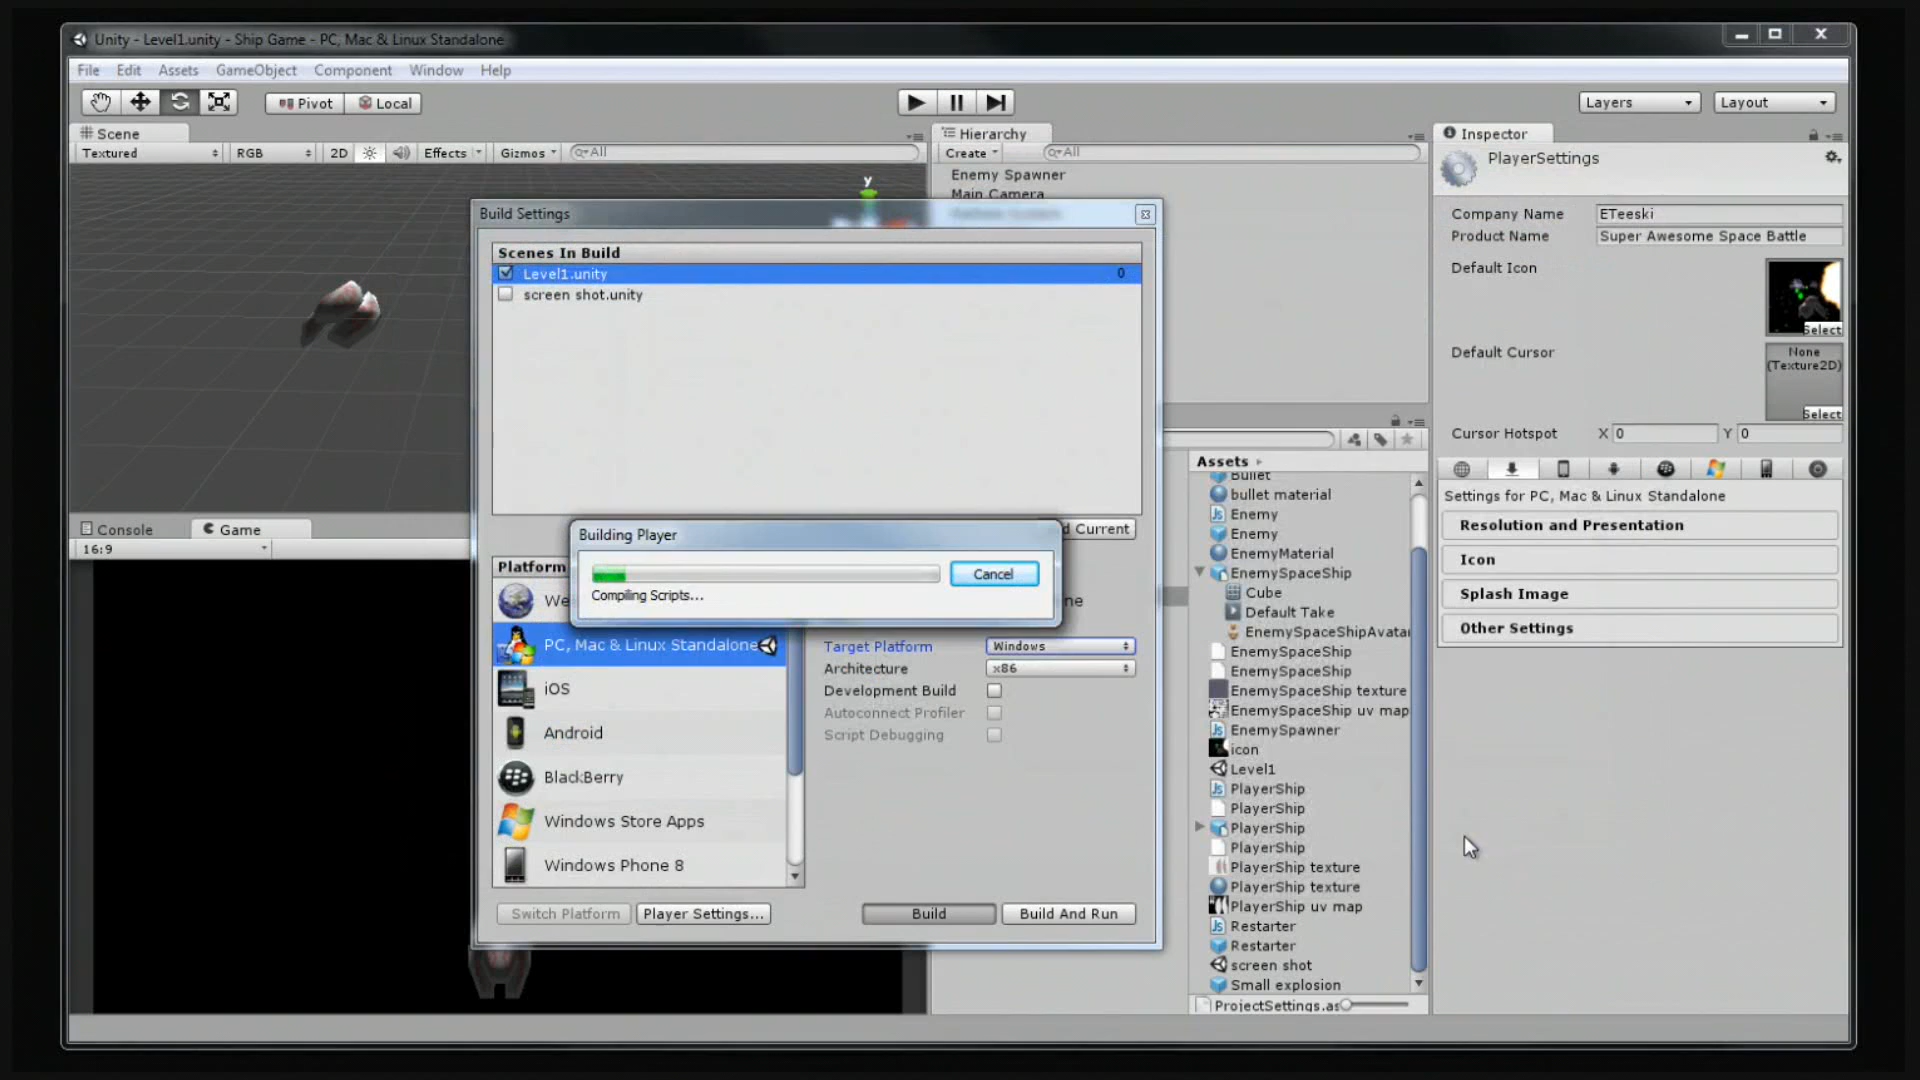 Unity - Level1.unity - Ship Game - PC, Mac & Linux Standalone
File Edit Assets GameObject Component Window Help
Pivot Local
Layers Layout
Scene
Textured RGB 2D Effects Gizmos All
Hierarchy
Create All
Enemy Spawner
Main Camera
Inspector
PlayerSettings
Company Name ETeeski
Product Name Super Awesome Space Battle
Default Icon
Select
Default Cursor
None
(Texture2D)
Select
Cursor Hotspot X 0 Y 0
Settings for PC, Mac & Linux Standalone
Resolution and Presentation
Icon
Splash Image
Other Settings
Build Settings
Scenes In Build
Level1.unity 0
screen shot.unity
d Current
Building Player
Cancel
Compiling Scripts...
Platform
We
ne
PC, Mac & Linux Standalone
iOS
Android
BlackBerry
Windows Store Apps
Windows Phone 8
Target Platform Windows
Architecture x86
Development Build
Autoconnect Profiler
Script Debugging
Switch Platform Player Settings... Build Build And Run
Console Game
16:9
Assets
Bullet
bullet material
Enemy
Enemy
EnemyMaterial
EnemySpaceShip
Cube
Default Take
EnemySpaceShipAvatar
EnemySpaceShip
EnemySpaceShip
EnemySpaceShip texture
EnemySpaceShip uv map
EnemySpawner
icon
Level1
PlayerShip
PlayerShip
PlayerShip
PlayerShip
PlayerShip texture
PlayerShip texture
PlayerShip uv map
Restarter
Restarter
screen shot
Small explosion
ProjectSettings.as